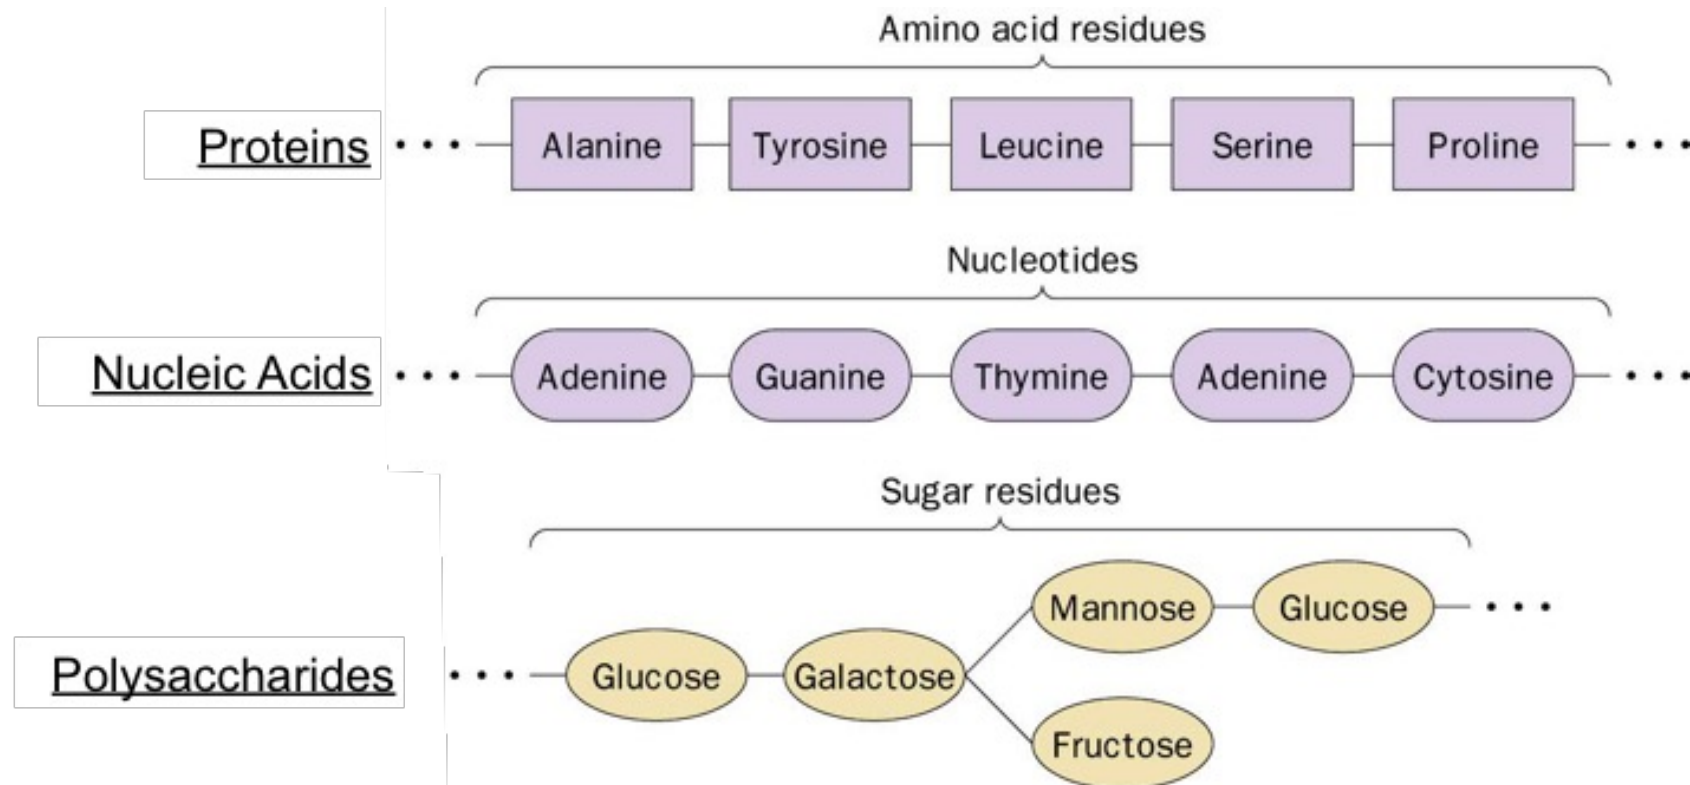 Amino acid residues
Proteins ··· Alanine Tyrosine Leucine Serine Proline ···
Nucleotides
Nucleic Acids ··· Adenine Guanine Thymine Adenine Cytosine ···
Sugar residues
Mannose Glucose ···
Polysaccharides ··· Glucose Galactose
Fructose